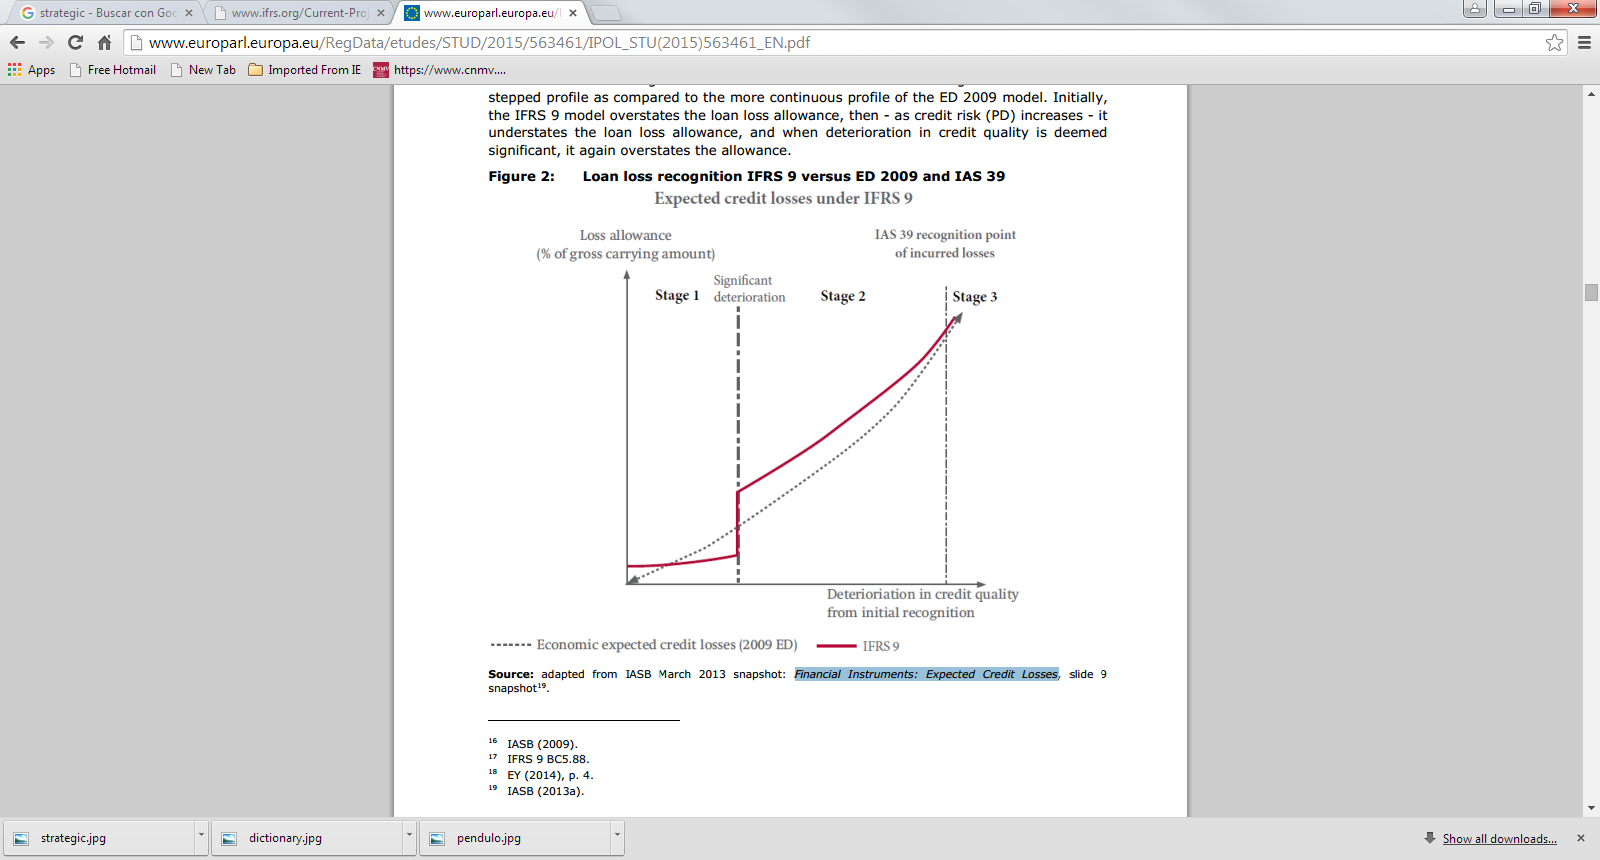 strategic - Buscar con Goo
www.ifrs.org/Current-Proj
www.europarl.europa.eu/
www.europarl.europa.eu/RegData/etudes/STUD/2015/563461/IPOL_STU(2015)563461_EN.pdf
Apps Free Hotmail New Tab Imported From IE CNMV https://www.cnmv....
stepped profile as compared to the more continuous profile of the ED 2009 model. Initially,
the IFRS 9 model overstates the loan loss allowance, then - as credit risk (PD) increases - it
understates the loan loss allowance, and when deterioration in credit quality is deemed
significant, it again overstates the allowance.
Figure 2: Loan loss recognition IFRS 9 versus ED 2009 and IAS 39
Expected credit losses under IFRS 9
Loss allowance
(% of gross carrying amount)
IAS 39 recognition point
of incurred losses
Stage 1
Significant
deterioration
Stage 2
Stage 3
Deterioriation in credit quality
from initial recognition
Economic expected credit losses (2009 ED) IFRS 9
Source: adapted from IASB March 2013 snapshot: Financial Instruments: Expected Credit Losses, slide 9
snapshot19.
16 IASB (2009).
17 IFRS 9 BC5.88.
18 EY (2014), p. 4.
19 IASB (2013a).
strategic.jpg dictionary.jpg pendulo.jpg Show all downloads...